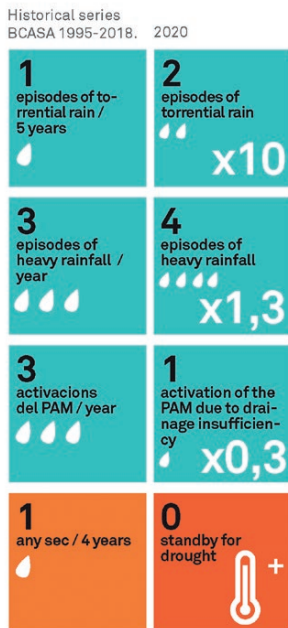 Historical series
BCASA 1995-2018.
2020
1
episodes of to-
rrential rain /
5 years
2
episodes of
torrential rain
x10
3
episodes of
heavy rainfall /
year
4
episodes of
heavy rainfall
x1,3
3
activacions
del PAM / year
1
activation of the
PAM due to drai-
nage insufficien-
cy
x0,3
1
any sec / 4 years
0
standby for
drought
+